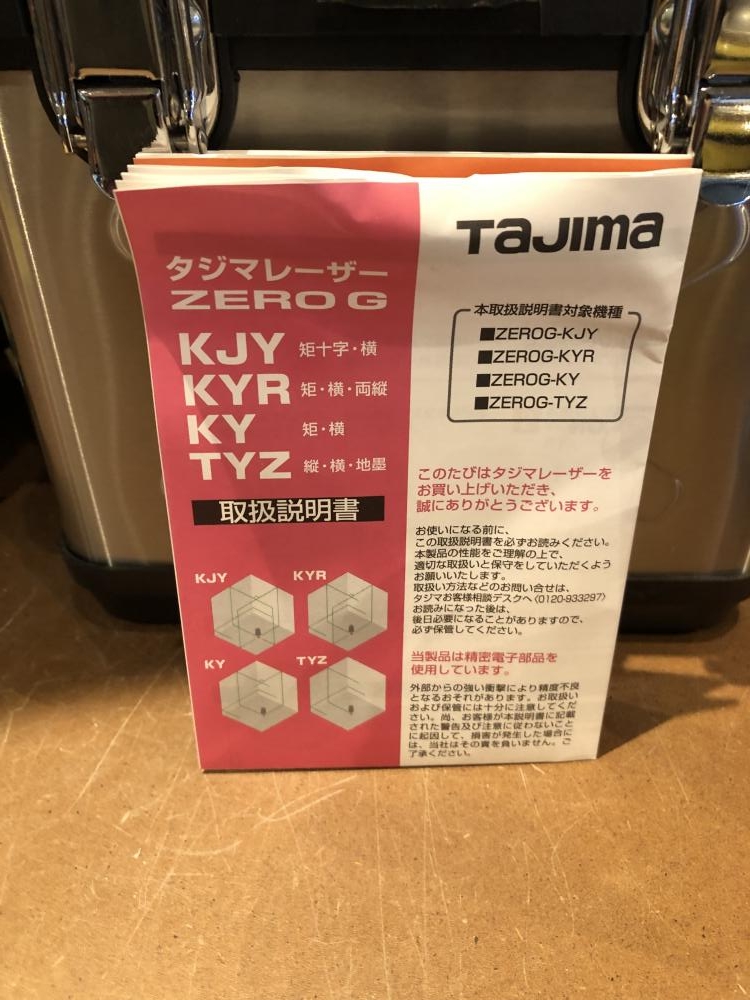 タジマレーザー
ZERO G
KJY 矩十字・横
KYR 矩・横・両縦
KY 矩・横
TYZ 縦・横・地墨
取扱説明書
KJY
KYR
KY
TYZ
TAJIMA
本取扱説明書対象機種
■ZEROG-KJY
■ZEROG-KYR
■ZEROG-KY
■ZEROG-TYZ
このたびはタジマレーザーを
お買い上げいただき、
誠にありがとうございます。
お使いになる前に、
この取扱説明書を必ずお読みください。
本製品の性能をご理解の上で、
適切な取扱いと保守をしていただくよう
お願いいたします。
取扱い方法などのお問い合せは、
タジマお客様相談デスクへ〈0120-933297〉
お読みになった後は、
後日必要になることがありますので、
必ず保管してください。
当製品は精密電子部品を
使用しています。
外部からの強い衝撃により精度不良
となるおそれがあります。お取扱い
および保管には十分に注意してくだ
さい。尚、お客様が本説明書に記載
された警告及び注意に従わないこと
に起因して、損害が発生した場合に
は、当社はその責を負いません。ご
了承ください。